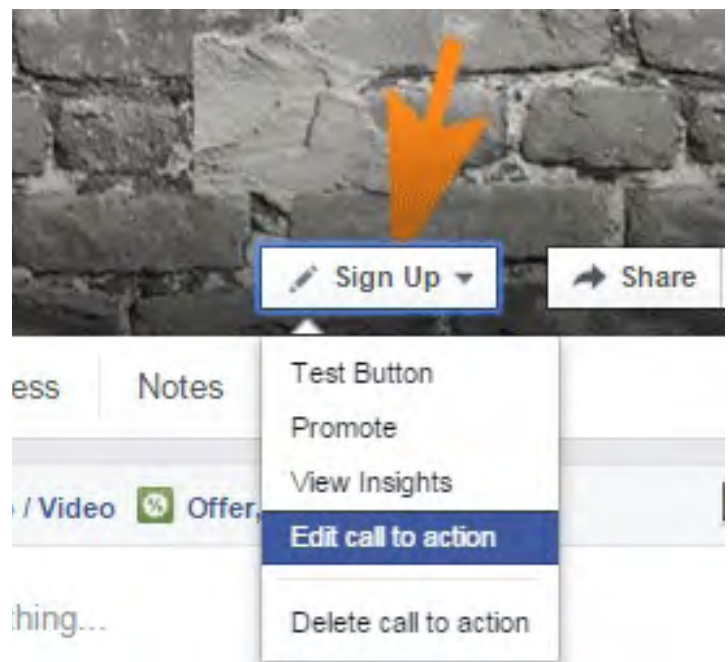 Sign Up
Share
Test Button
Promote
View Insights
Edit call to action
Delete call to action
ess Notes
/ Video Offer,
thing...